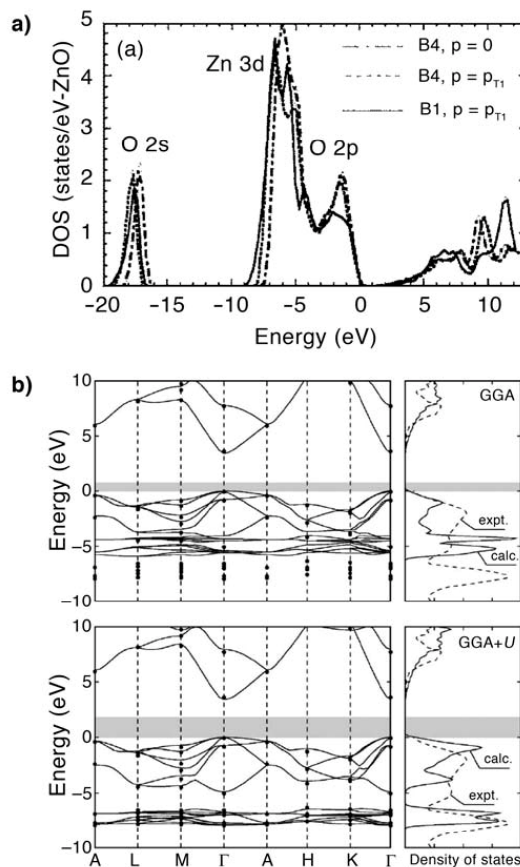 a)
(a)
Zn 3d
O 2s
O 2p
B4, p = 0
B4, p = pT1
B1, p = pT1
DOS (states/eV-ZnO)
5
4
3
2
1
0
-20
-15
-10
-5
0
5
10
Energy (eV)
b)
10
5
0
-5
-10
Energy (eV)
GGA
expt.
calc.
10
5
0
-5
-10
Energy (eV)
GGA+U
calc.
expt.
A
L
M
Γ
A
H
K
Γ
Density of states